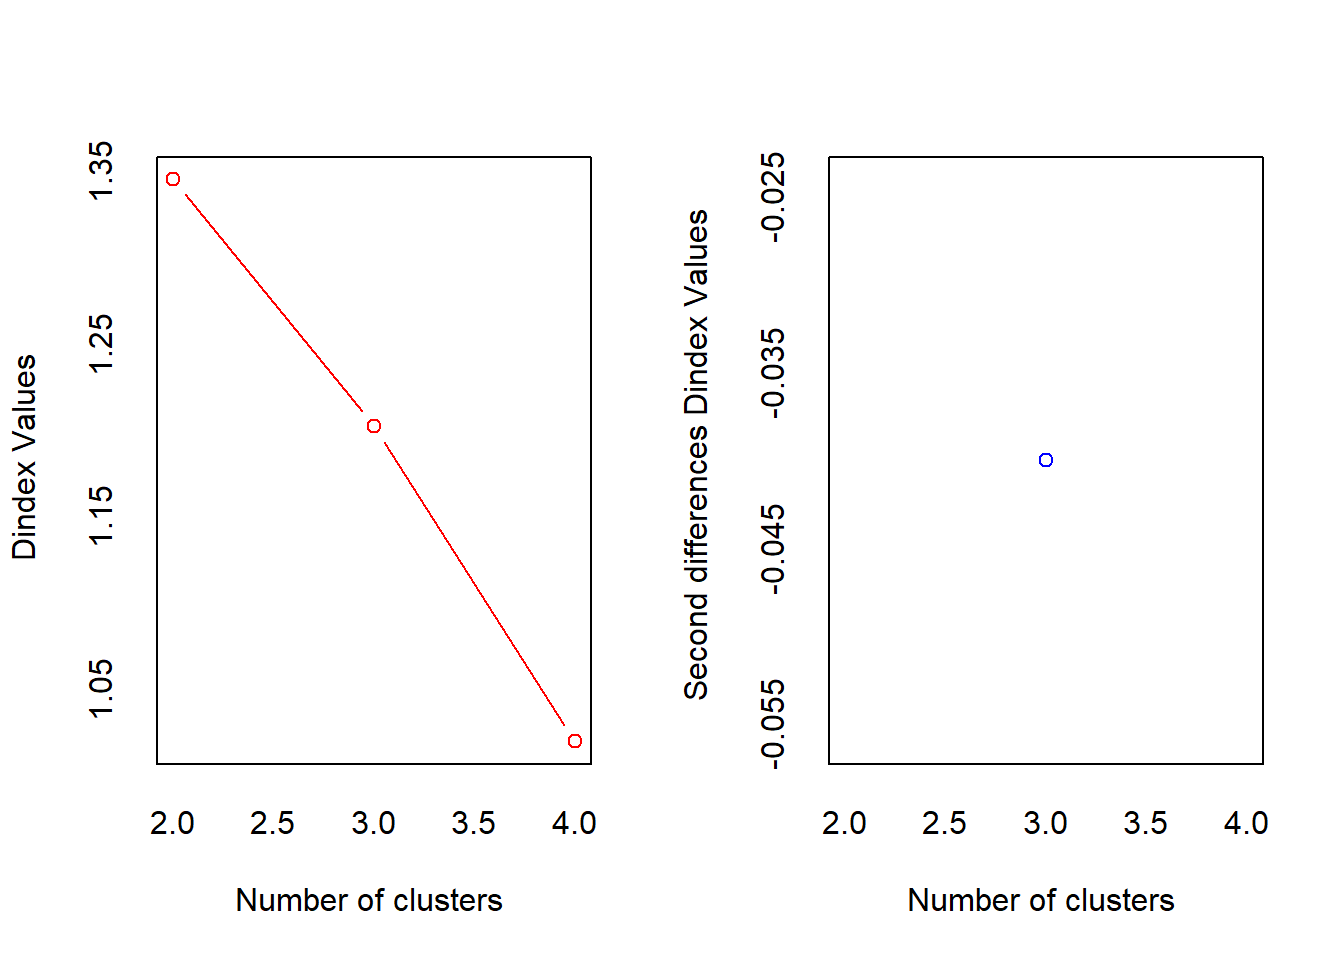 Dindex Values
1.35
1.25
1.15
1.05
2.0 2.5 3.0 3.5 4.0
Number of clusters
Second differences Dindex Values
-0.025
-0.035
-0.045
-0.055
2.0 2.5 3.0 3.5 4.0
Number of clusters